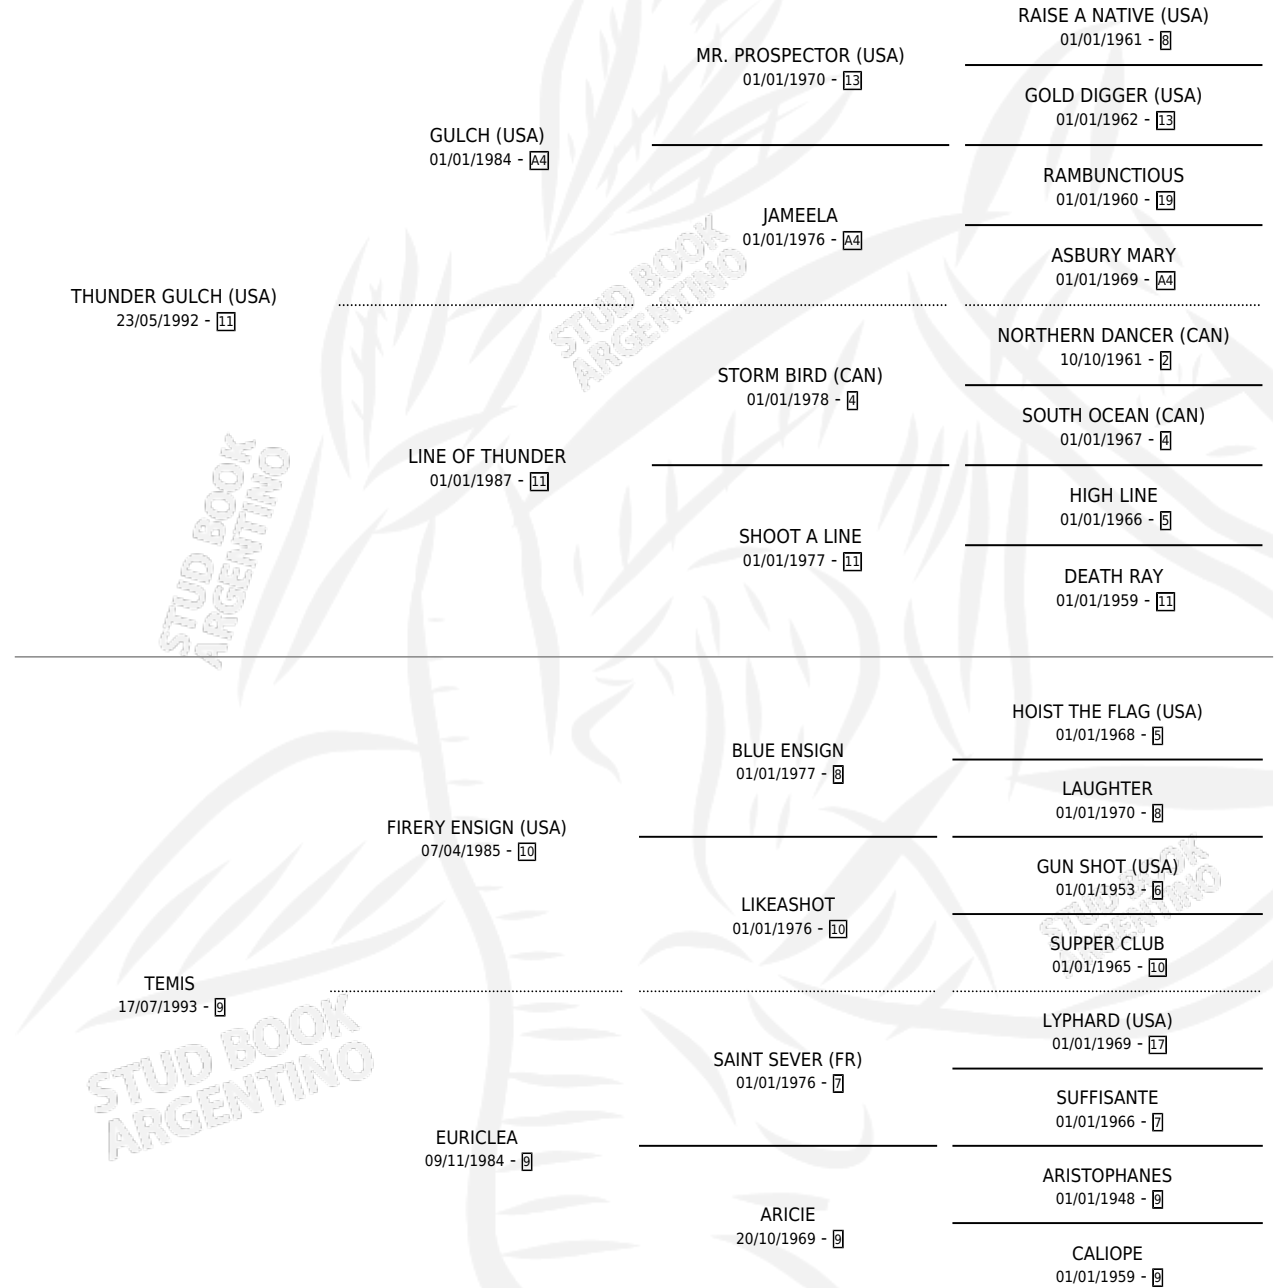 RAISE A NATIVE (USA)
01/01/1961 - 8
MR. PROSPECTOR (USA)
01/01/1970 - 13
GOLD DIGGER (USA)
01/01/1962 - 13
GULCH (USA)
01/01/1984 - A4
RAMBUNCTIOUS
01/01/1960 - 19
JAMEELA
01/01/1976 - A4
ASBURY MARY
01/01/1969 - A4
THUNDER GULCH (USA)
23/05/1992 - 11
NORTHERN DANCER (CAN)
10/10/1961 - 2
STORM BIRD (CAN)
01/01/1978 - 4
SOUTH OCEAN (CAN)
01/01/1967 - 4
LINE OF THUNDER
01/01/1987 - 11
HIGH LINE
01/01/1966 - 5
SHOOT A LINE
01/01/1977 - 11
DEATH RAY
01/01/1959 - 11
HOIST THE FLAG (USA)
01/01/1968 - 5
BLUE ENSIGN
01/01/1977 - 8
LAUGHTER
01/01/1970 - 8
FIRERY ENSIGN (USA)
07/04/1985 - 10
GUN SHOT (USA)
01/01/1953 - 6
LIKEASHOT
01/01/1976 - 10
SUPPER CLUB
01/01/1965 - 10
TEMIS
17/07/1993 - 9
LYPHARD (USA)
01/01/1969 - 17
SAINT SEVER (FR)
01/01/1976 - 7
SUFFISANTE
01/01/1966 - 7
EURICLEA
09/11/1984 - 9
ARISTOPHANES
01/01/1948 - 9
ARICIE
20/10/1969 - 9
CALIOPE
01/01/1959 - 9
STUD BOOK
ARGENTINO
STUD BOOK
ARGENTINO
STUD BOOK
ARGENTINO
STUD BOOK
ARGENTINO